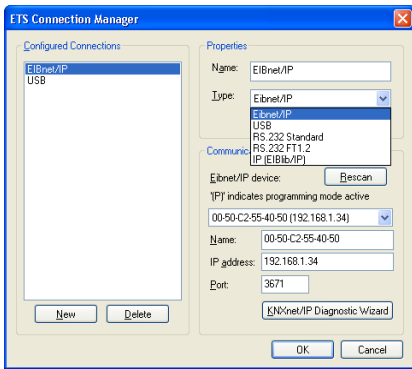 ETS Connection Manager
Configured Connections
EIBnet/IP
USB
New
Delete
Properties
Name:
EIBnet/IP
Type:
Eibnet/IP
Eibnet/IP
USB
RS.232 Standard
RS.232 FT1.2
IP (EIBlib/IP)
Eibnet/IP device:
Rescan
'(P)' indicates programming mode active
00-50-C2-55-40-50 (192.168.1.34)
Name:
00-50-C2-55-40-50
IP address:
192.168.1.34
Port:
3671
KNXnet/IP Diagnostic Wizard
OK
Cancel